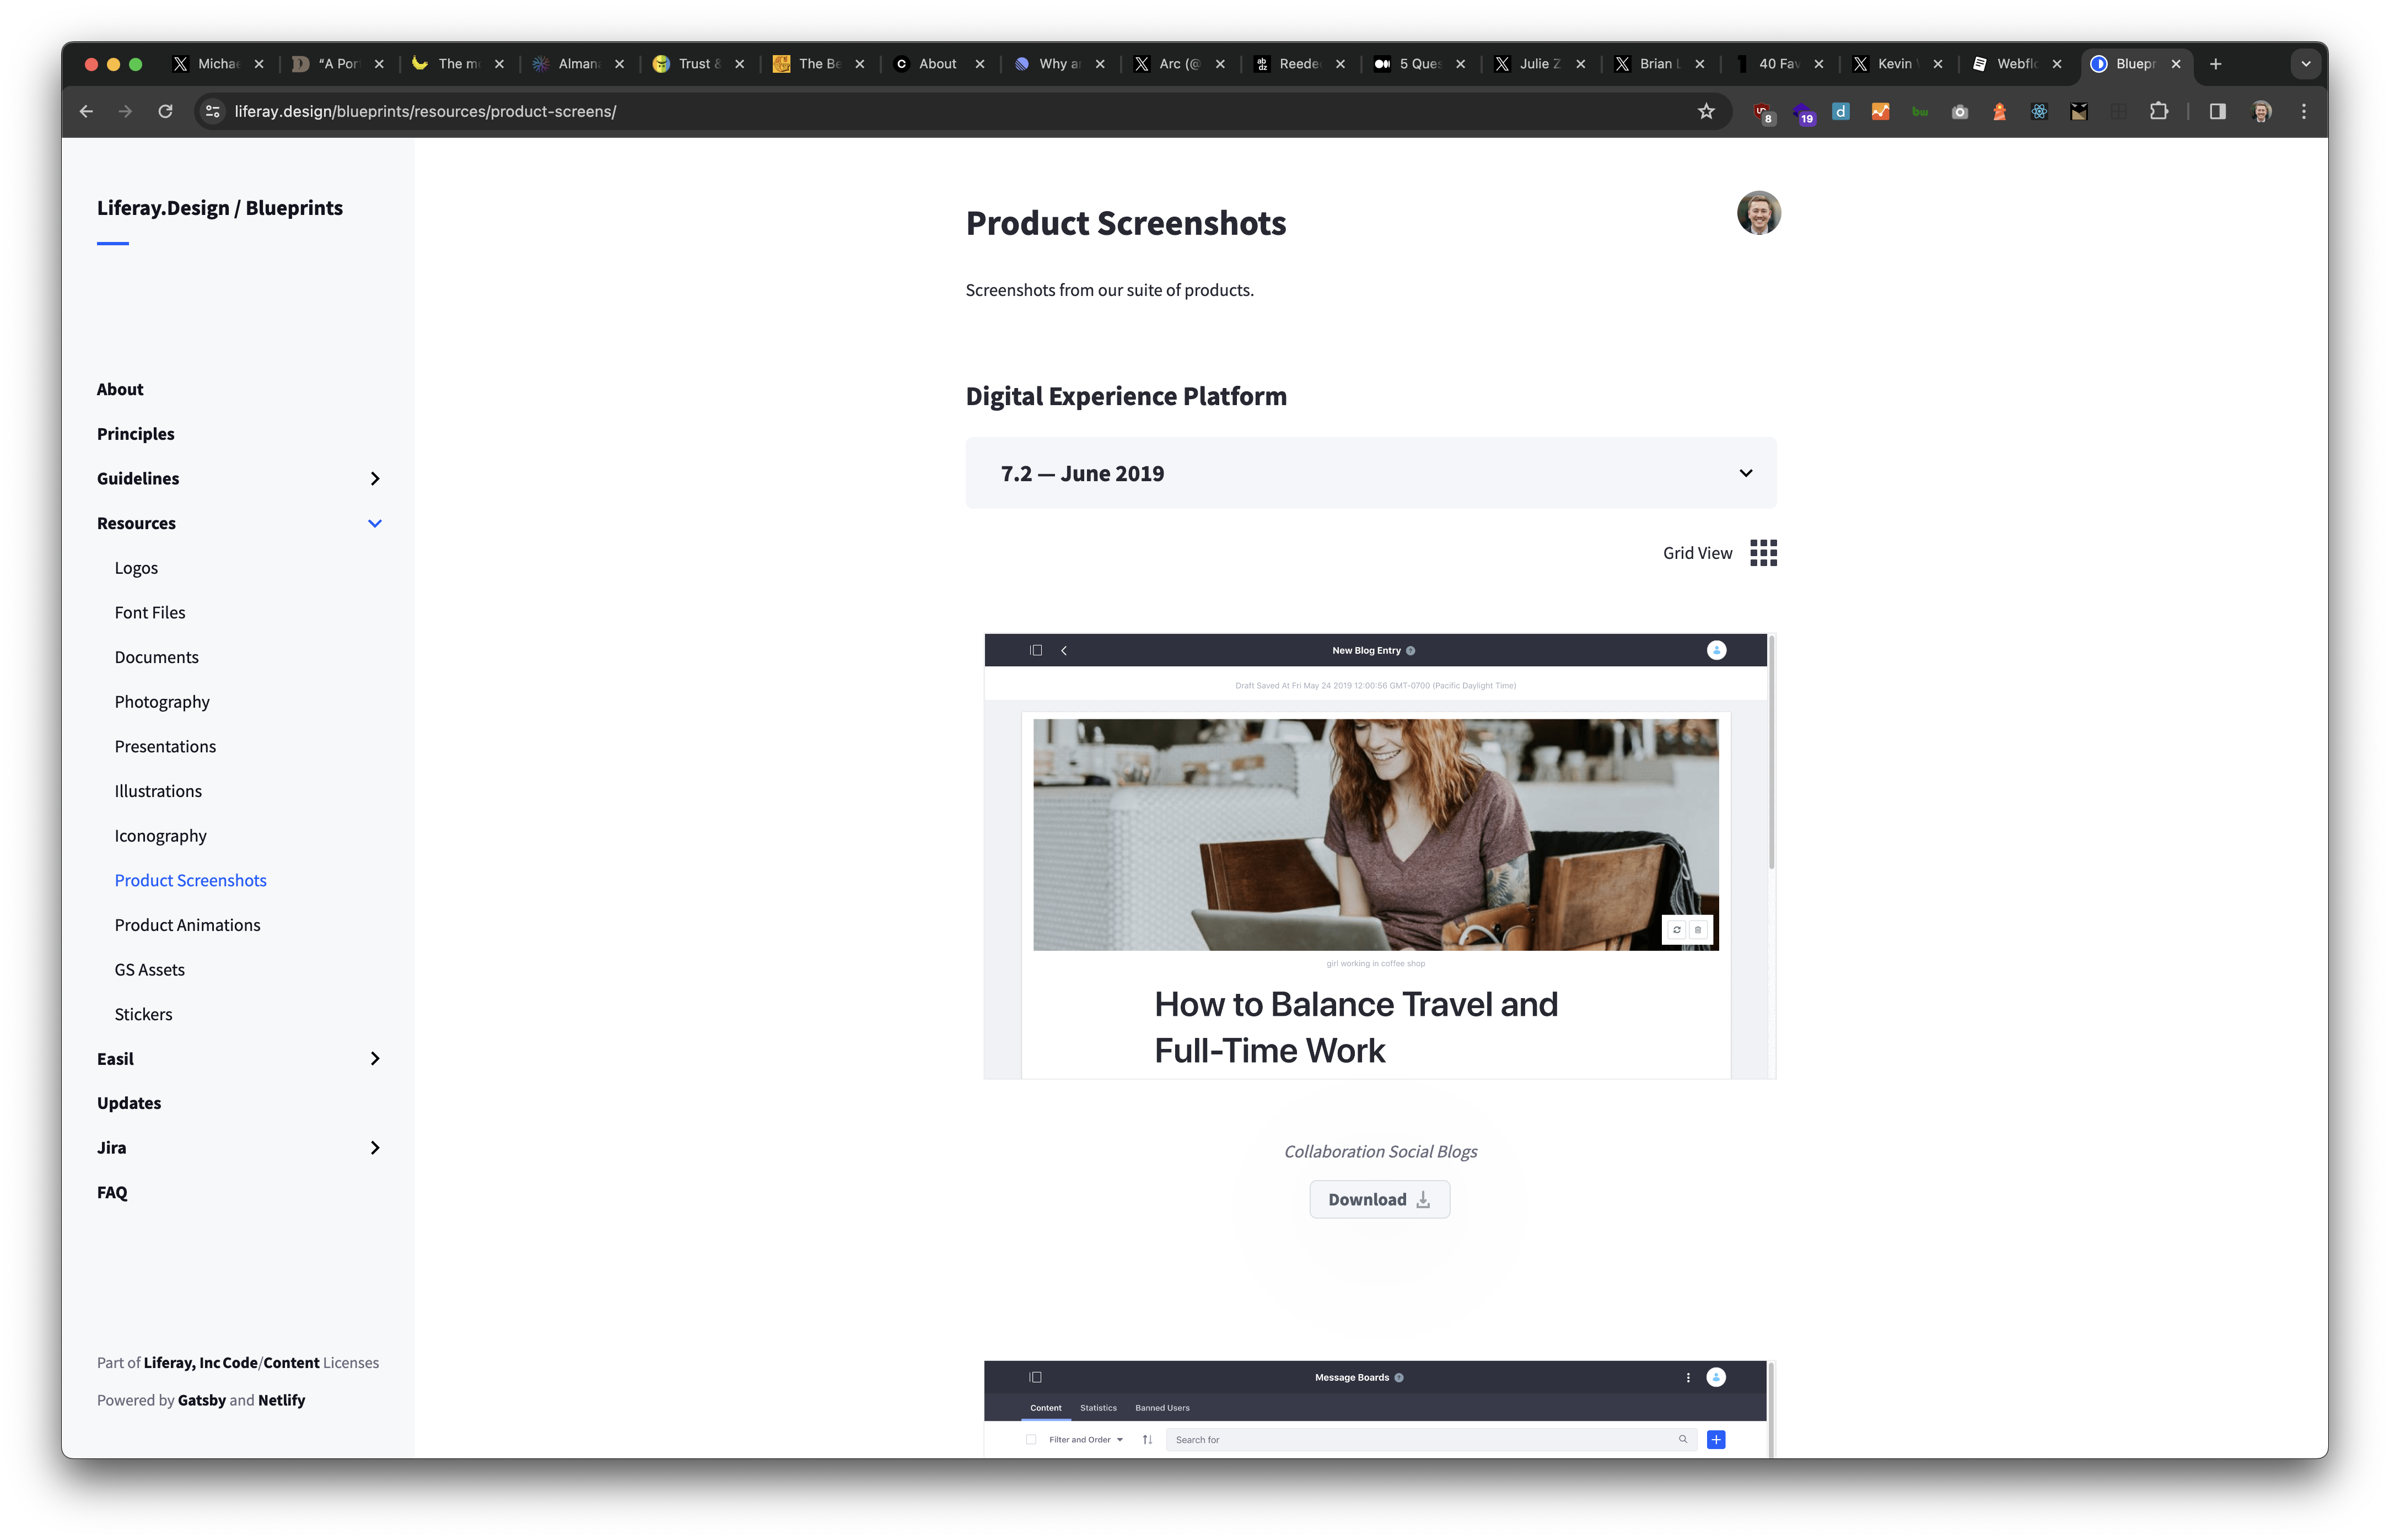 Micha
"A Por
The m
Alman
Trust &
The Be
About
Why a
Arc (@
Reede
5 Ques
Julie Z
Brian L
40 Fav
Kevin
Webfl
Bluepr
liferay.design/blueprints/resources/product-screens/
8
19
d
bw
Liferay.Design / Blueprints
About
Principles
Guidelines
Resources
Logos
Font Files
Documents
Photography
Presentations
Illustrations
Iconography
Product Screenshots
Product Animations
GS Assets
Stickers
Easil
Updates
Jira
FAQ
Part of Liferay, Inc Code/Content Licenses
Powered by Gatsby and Netlify
Product Screenshots
Screenshots from our suite of products.
Digital Experience Platform
7.2 — June 2019
Grid View
New Blog Entry
Draft Saved At Fri May 24 2019 12:00:56 GMT-0700 (Pacific Daylight Time)
girl working in coffee shop
How to Balance Travel and
Full-Time Work
Collaboration Social Blogs
Download
Message Boards
Content Statistics Banned Users
Filter and Order Search for